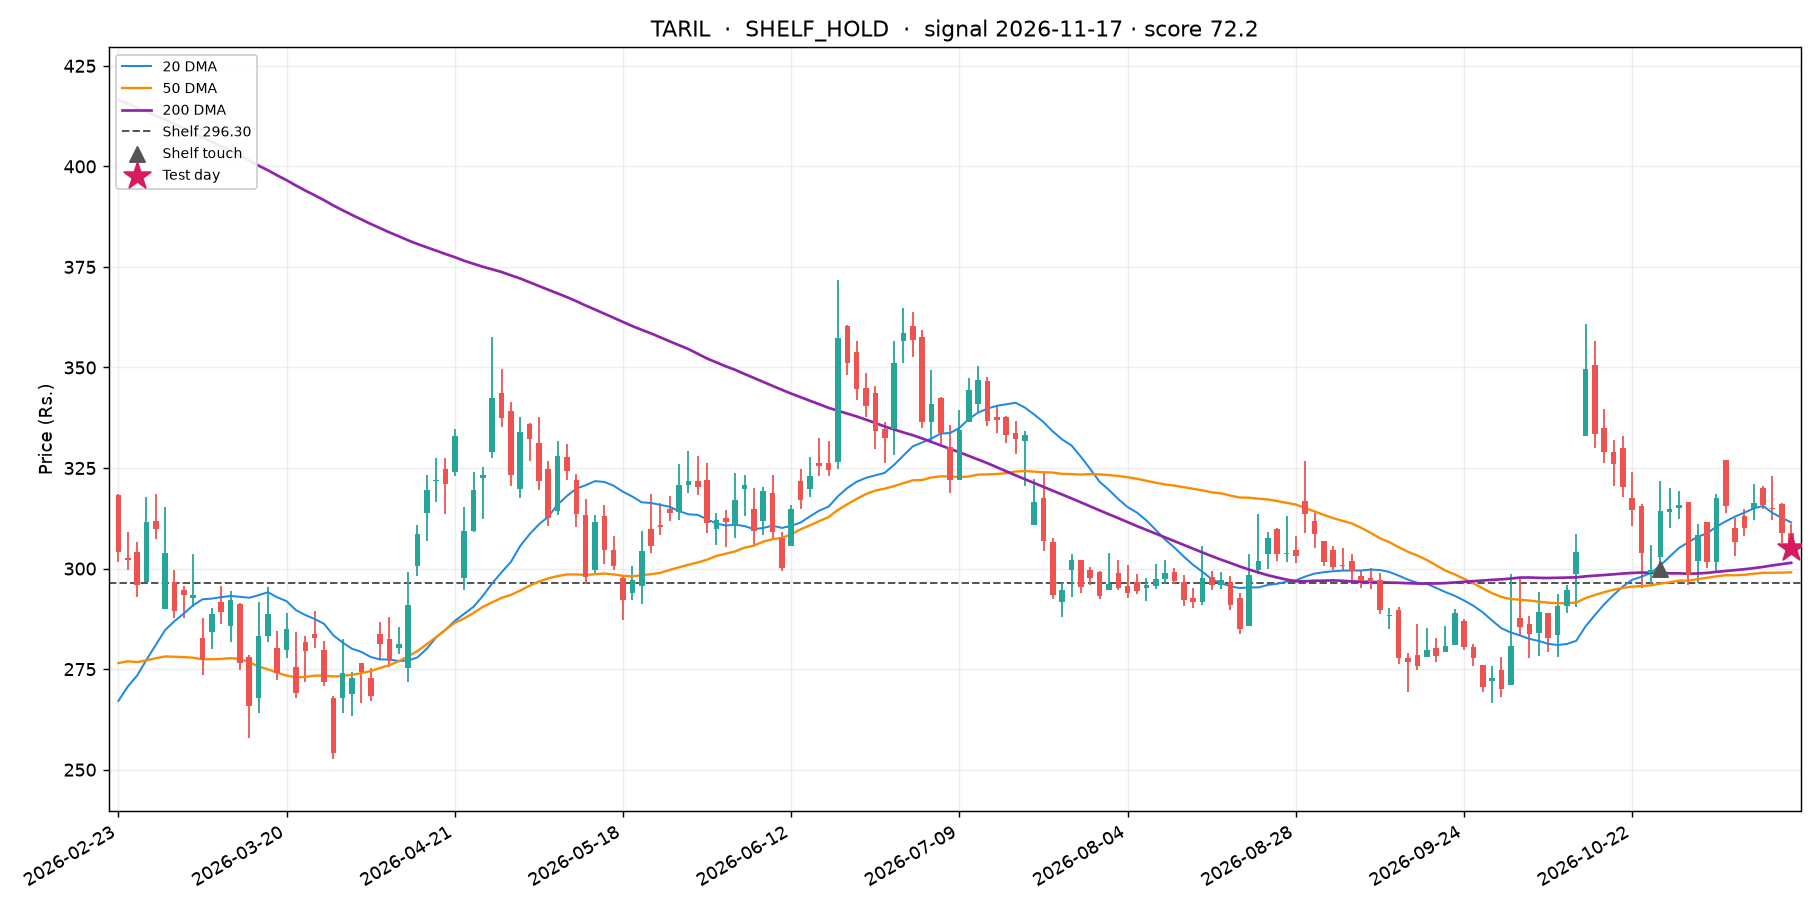 TARIL · SHELF_HOLD · signal 2026-11-17 · score 72.2
20 DMA
50 DMA
200 DMA
Shelf 296.30
Shelf touch
Test day
Price (Rs.)
425
400
375
350
325
300
275
250
2026-02-23
2026-03-20
2026-04-21
2026-05-18
2026-06-12
2026-07-09
2026-08-04
2026-08-28
2026-09-24
2026-10-22